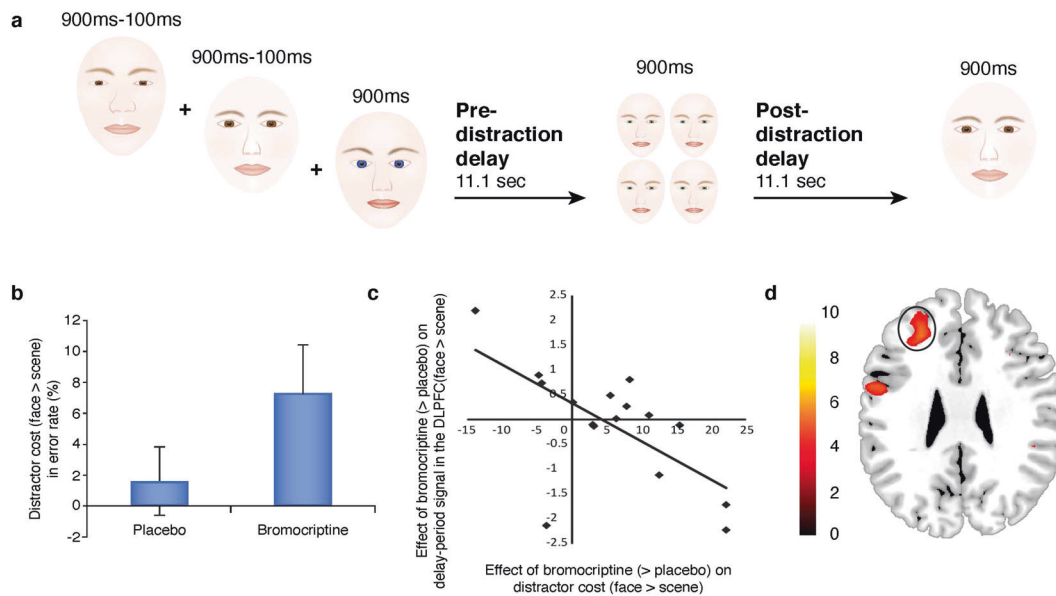 a
900ms-100ms
900ms-100ms
900ms
900ms
900ms
+
+
Pre-
distraction
delay
11.1 sec
Post-
distraction
delay
11.1 sec
b
Distractor cost (face > scene)
in error rate (%)
12
10
8
6
4
2
0
-2
Placebo
Bromocriptine
c
Effect of bromocriptine (> placebo) on
delay-period signal in the DLPFC(face > scene)
2.5
2
1.5
1
0.5
0
-15
-10
-5
0
5
10
15
20
25
-0.5
-1
-1.5
-2
-2.5
Effect of bromocriptine (> placebo) on
distractor cost (face > scene)
d
10
8
6
4
2
0